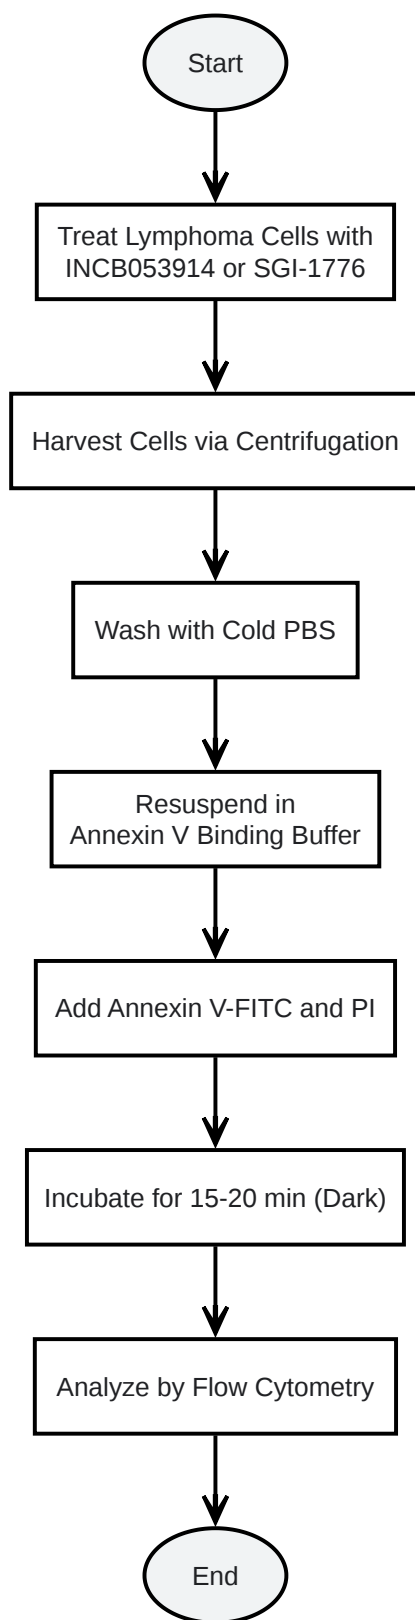 Start
Treat Lymphoma Cells with
INCB053914 or SGI-1776
Harvest Cells via Centrifugation
Wash with Cold PBS
Resuspend in
Annexin V Binding Buffer
Add Annexin V-FITC and PI
Incubate for 15-20 min (Dark)
Analyze by Flow Cytometry
End